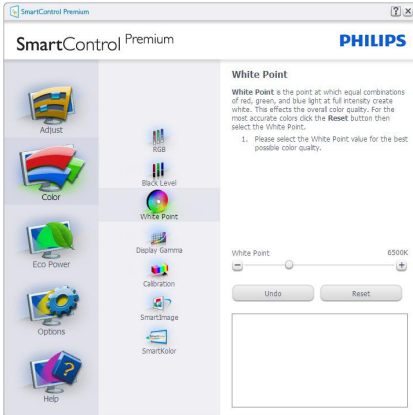 SmartControl Premium
SmartControl Premium
PHILIPS
Adjust
Color
Eco Power
Options
Help
RGB
Black Level
White Point
Display Gamma
Calibration
SmartImage
SmartKolor
White Point
White Point is the point at which equal combinations
of red, green, and blue light at full intensity create
white. This effects the overall color quality. For the
most accurate colors click the Reset button then
select the White Point.
1. Please select the White Point value for the best
possible color quality.
White Point 6500K
Undo Reset